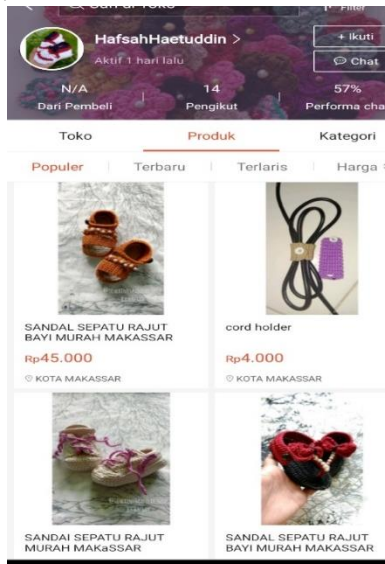 Filter
HafsahHaetuddin >
+ Ikuti
Aktif 1 hari lalu
Chat
N/A
14
57%
Dari Pembeli
Pengikut
Performa cha
Toko
Produk
Kategori
Populer
Terbaru
Terlaris
Harga
SANDAL SEPATU RAJUT
BAYI MURAH MAKASSAR
cord holder
Rp45.000
Rp4.000
KOTA MAKASSAR
KOTA MAKASSAR
SANDAl SEPATU RAJUT
MURAH MAKaSSAR
SANDAL SEPATU RAJUT
BAYI MURAH MAKASSAR